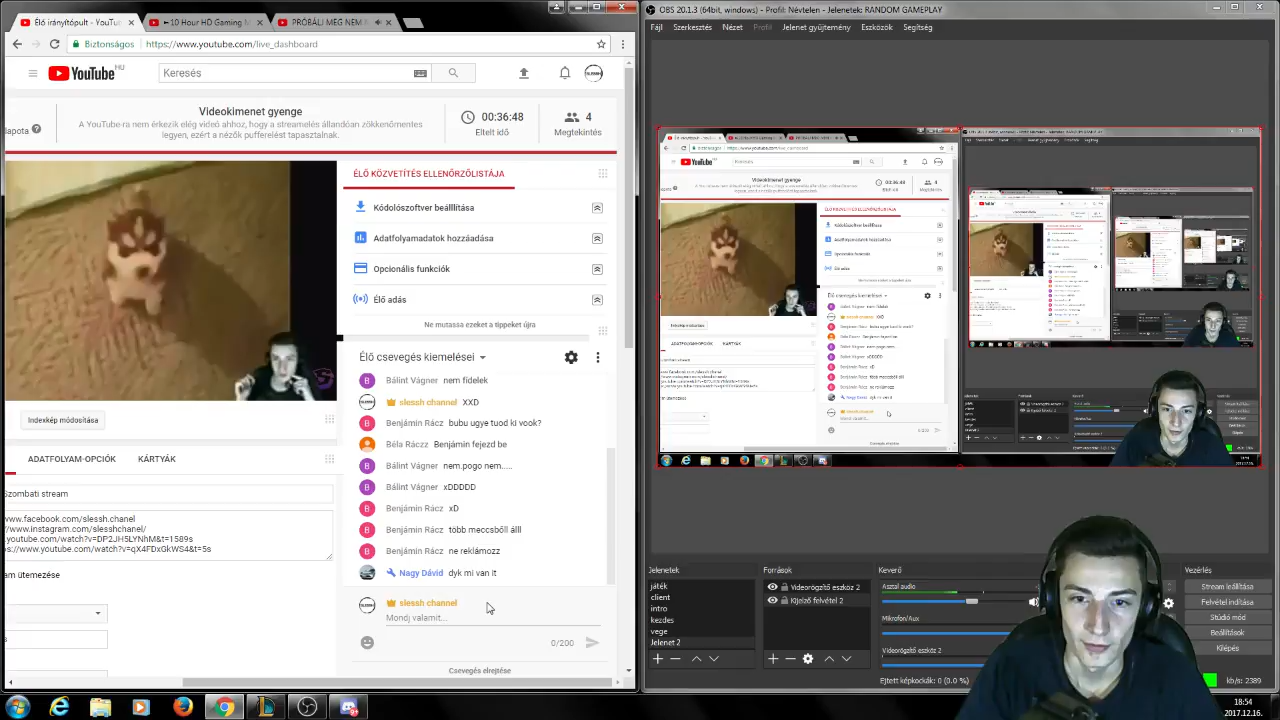 Élő irányítópult - YouTu
10 Hour HD Gaming M
PRÓBÁLJ MEG NEM
Biztonságos
https://www.youtube.com/live_dashboard
YouTube HU
Keresés
Videokimenet gyenge
A YouTube-ra nem érkezik elég videó ahhoz, hogy a streamelés állandóan zökkenőmentes
legyen, ezért a nézők pufferelést tapasztalnak.
00:36:48
Eltelt idő
4
Megtekintés
ÉLŐ KÖZVETÍTÉS ELLENŐRZŐLISTÁJA
Kódolószoftver beállítása
Adatfolyamadatok hozzáadása
Opcionális funkciók
Élő adás
Ne mutassa ezeket a tippeket újra
Élő csevegés kiemelései
Bálint Vágner nem fidelek
slessh channel XXD
Benjámin Rácz bubu ugye tuod ki vook?
Béla Ráczz Benjámin fejezd be
Bálint Vágner nem.pogo nem.....
Bálint Vágner xDDDDD
Benjámin Rácz xD
Benjámin Rácz több meccsből álll
Benjámin Rácz ne reklámozz
Nagy Dávid dyk mi van it
slessh channel
Mondj valamit...
0/200
Csevegés elrejtése
Indexkép módosítása
ADATFOLYAM-OPCIÓK
KÁRTYÁK
Szombati stream
www.facebook.com/slessh.chanel
//www.instagram.com/slesshchannel/
www.youtube.com/watch?v=DP2JH5LYNhM&t=1589s
ps://www.youtube.com/watch?v=qX4FDxGkWS4&t=5s
am ütemezése
OBS 20.1.3 (64bit, windows) - Profil: Névtelen - Jelenetek: RANDOM GAMEPLAY
Fájl
Szerkesztés
Nézet
Profil
Jelenet gyűjtemény
Eszközök
Segítség
Jelenetek
játék
client
intro
kezdes
vege
Jelenet 2
Források
Videorögzítő eszköz 2
Kijelző felvétel 2
Keverő
Asztal audio
Mikrofon/Aux
Videorögzítő eszköz 2
Vezérlés
Stream leállítása
Felvétel indítása
Stúdió mód
Beállítások
Kilépés
Ejtett képkockák: 0 (0.0 %)
kb/s: 2389
18:54
2017.12.16.